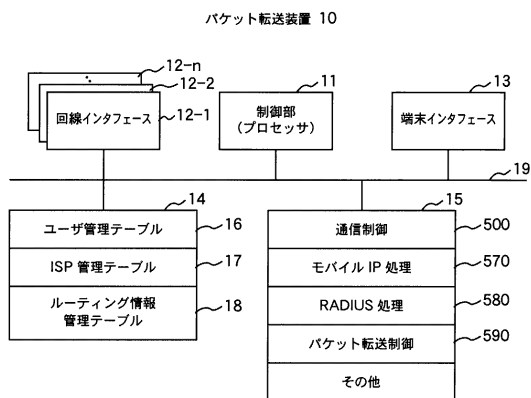 パケット転送装置 10
12-n
12-2
12-1
回線インタフェース
11
制御部
(プロセッサ)
13
端末インタフェース
19
14
ユーザ管理テーブル
16
ISP 管理テーブル
17
ルーティング情報
管理テーブル
18
15
通信制御
500
モバイル IP 処理
570
RADIUS 処理
580
パケット転送制御
590
その他